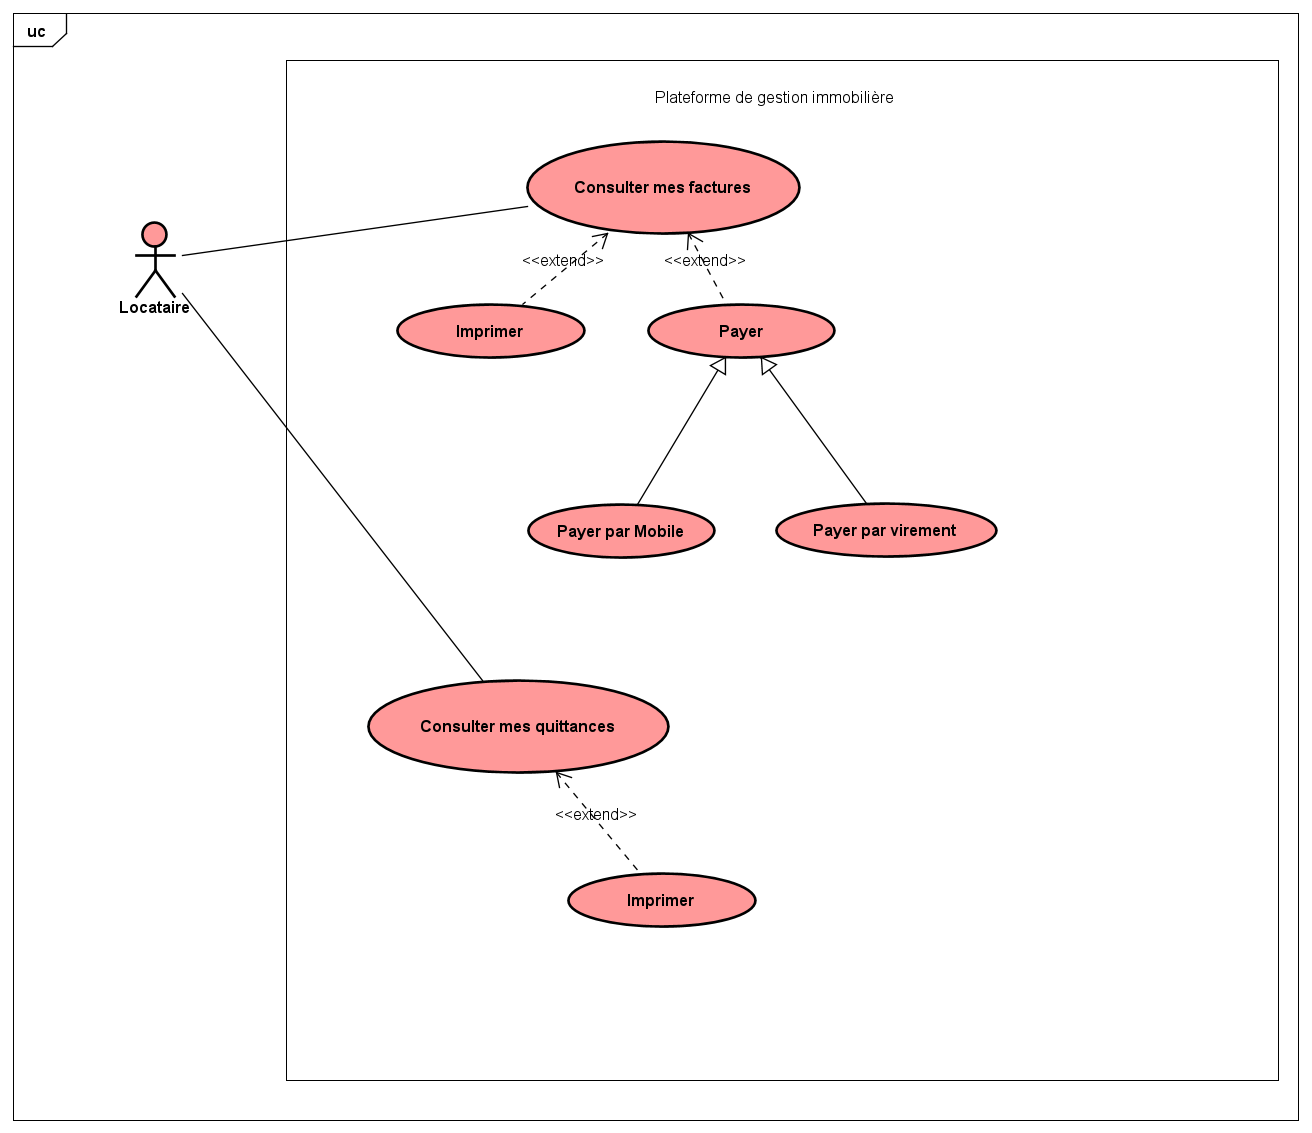 uc
Plateforme de gestion immobilière
Consulter mes factures
<<extend>>
<<extend>>
Locataire
Imprimer
Payer
Payer par Mobile
Payer par virement
Consulter mes quittances
<<extend>>
Imprimer